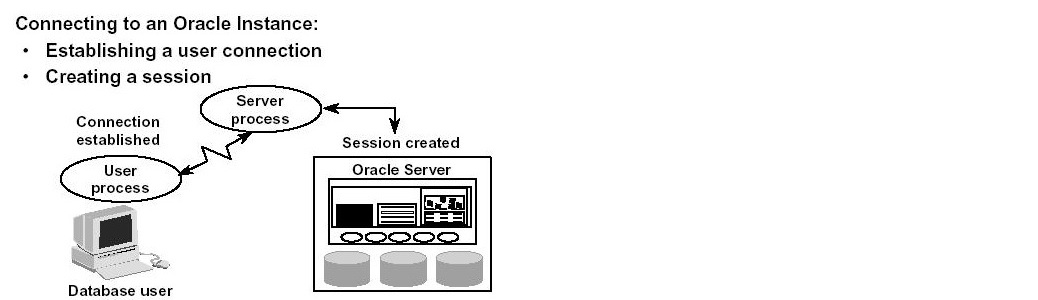 Connecting to an Oracle Instance:
• Establishing a user connection
• Creating a session
Server
process
Connection
established
Session created
User
process
Oracle Server
Database user